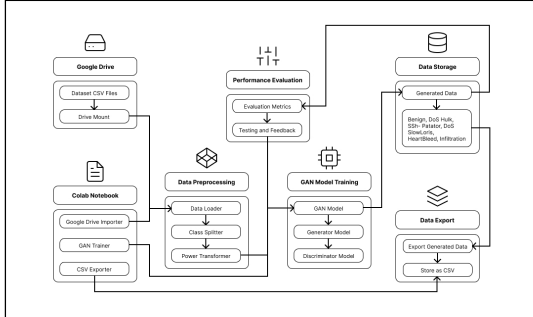 Google Drive
Dataset CSV Files
Drive Mount
Performance Evaluation
Evaluation Metrics
Testing and Feedback
Data Storage
Generated Data
Benign, DoS Hulk,
SSh- Patator, DoS
SlowLoris,
HeartBleed, Infiltration
Colab Notebook
Google Drive Importer
GAN Trainer
CSV Exporter
Data Preprocessing
Data Loader
Class Splitter
Power Transformer
GAN Model Training
GAN Model
Generator Model
Discriminator Model
Data Export
Export Generated Data
Store as CSV